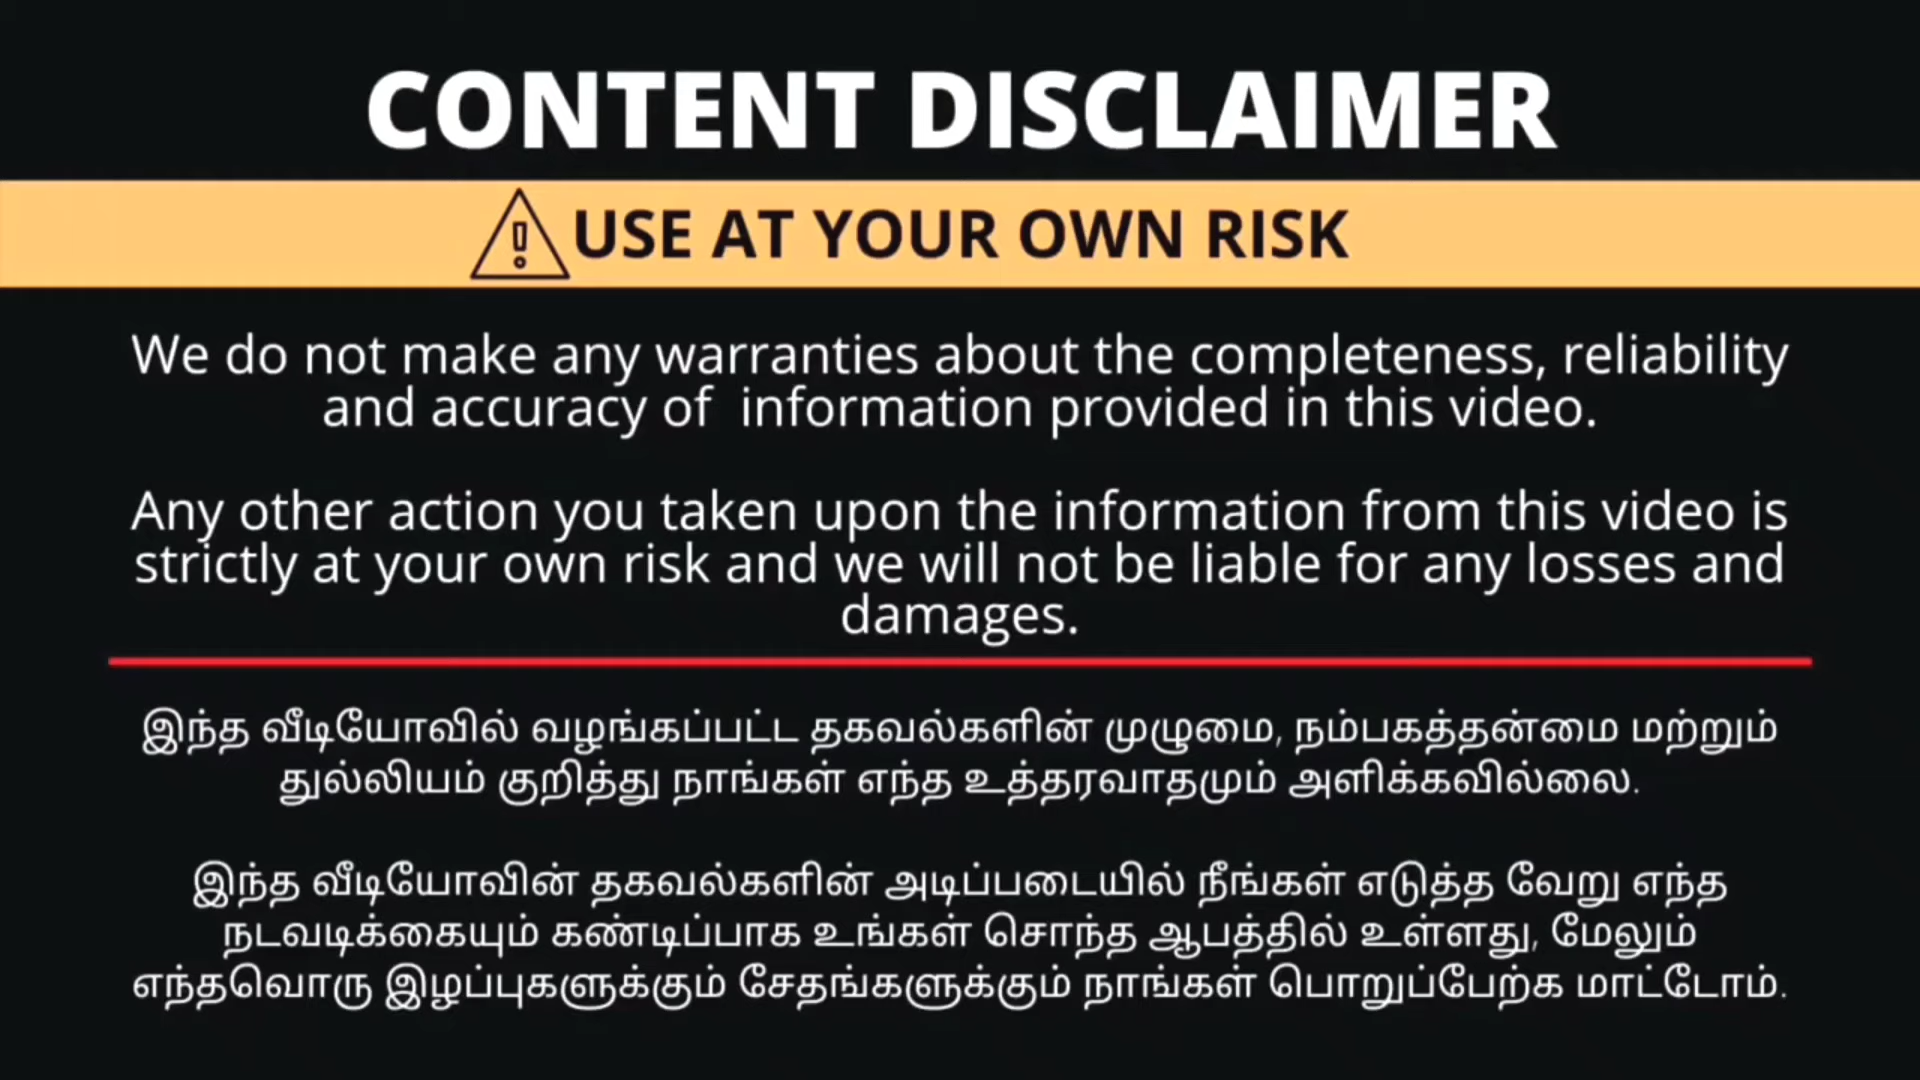 CONTENT DISCLAIMER
USE AT YOUR OWN RISK
We do not make any warranties about the completeness, reliability
and accuracy of information provided in this video.
Any other action you taken upon the information from this video is
strictly at your own risk and we will not be liable for any losses and
damages.
இந்த வீடியோவில் வழங்கப்பட்ட தகவல்களின் முழுமை, நம்பகத்தன்மை மற்றும்
துல்லியம் குறித்து நாங்கள் எந்த உத்தரவாதமும் அளிக்கவில்லை.
இந்த வீடியோவின் தகவல்களின் அடிப்படையில் நீங்கள் எடுத்த வேறு எந்த
நடவடிக்கையும் கண்டிப்பாக உங்கள் சொந்த ஆபத்தில் உள்ளது, மேலும்
எந்தவொரு இழப்புகளுக்கும் சேதங்களுக்கும் நாங்கள் பொறுப்பேற்க மாட்டோம்.